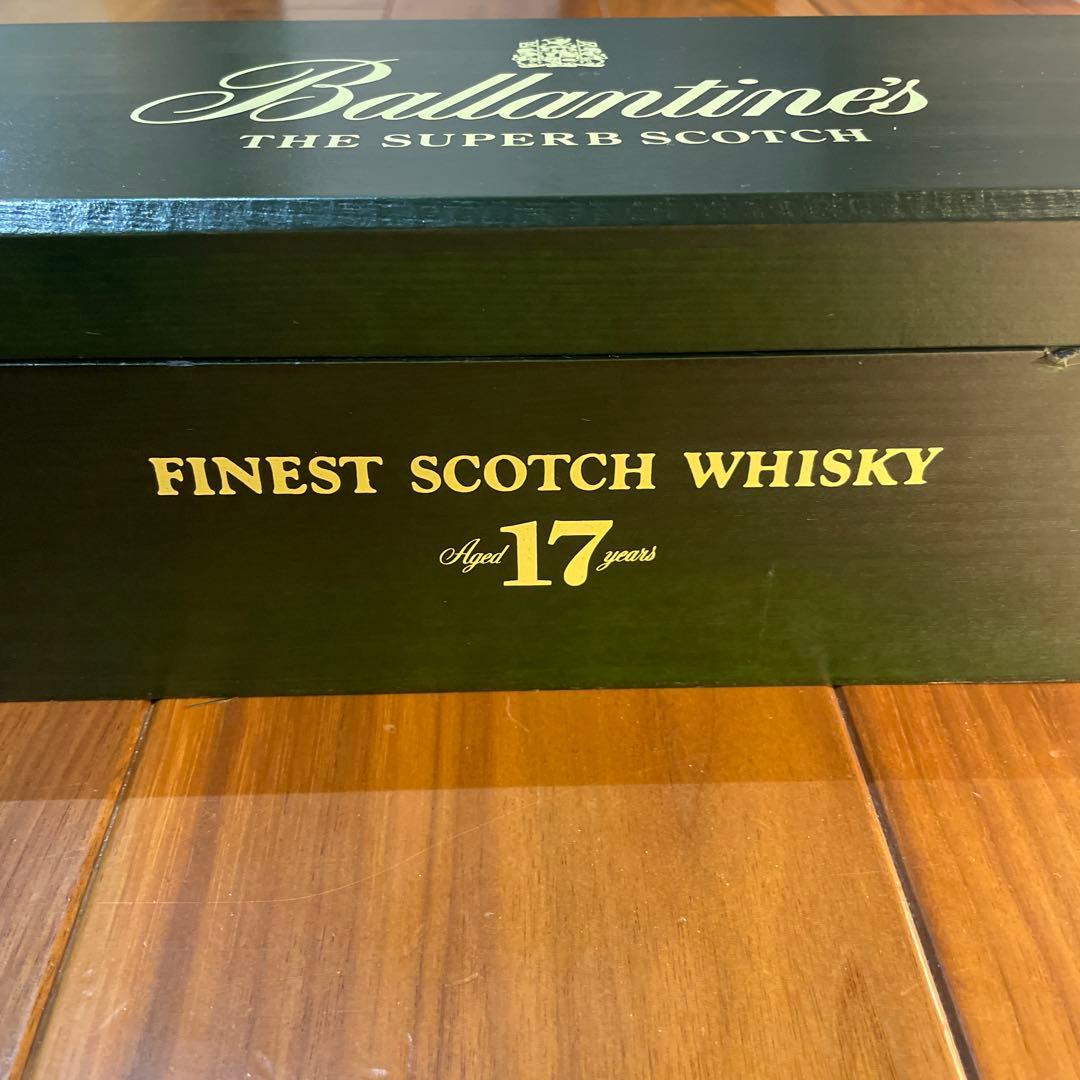 Ballantine's
THE SUPERB SCOTCH
FINEST SCOTCH WHISKY
Aged 17 years